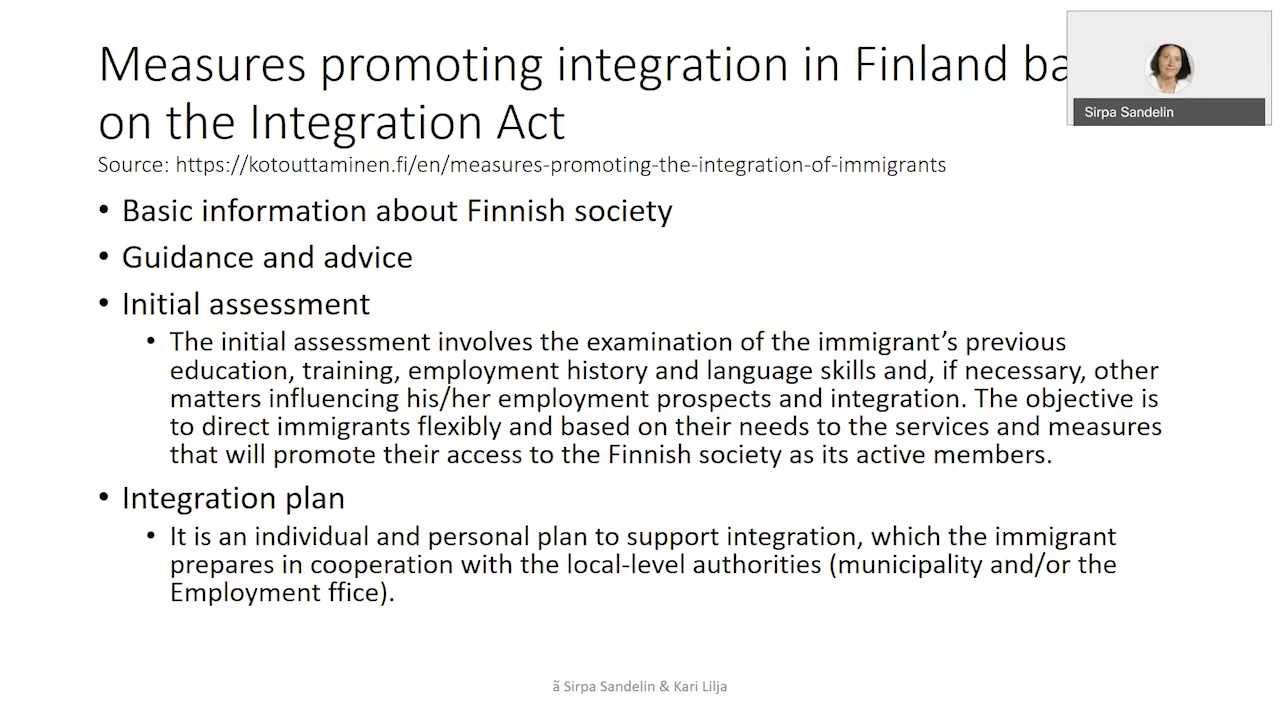 Measures promoting integration in Finland ba
on the Integration Act
Source: https://kotouttaminen.fi/en/measures-promoting-the-integration-of-immigrants
Sirpa Sandelin
• Basic information about Finnish society
• Guidance and advice
• Initial assessment
• The initial assessment involves the examination of the immigrant’s previous
education, training, employment history and language skills and, if necessary, other
matters influencing his/her employment prospects and integration. The objective is
to direct immigrants flexibly and based on their needs to the services and measures
that will promote their access to the Finnish society as its active members.
• Integration plan
• It is an individual and personal plan to support integration, which the immigrant
prepares in cooperation with the local-level authorities (municipality and/or the
Employment ffice).
ã Sirpa Sandelin & Kari Lilja